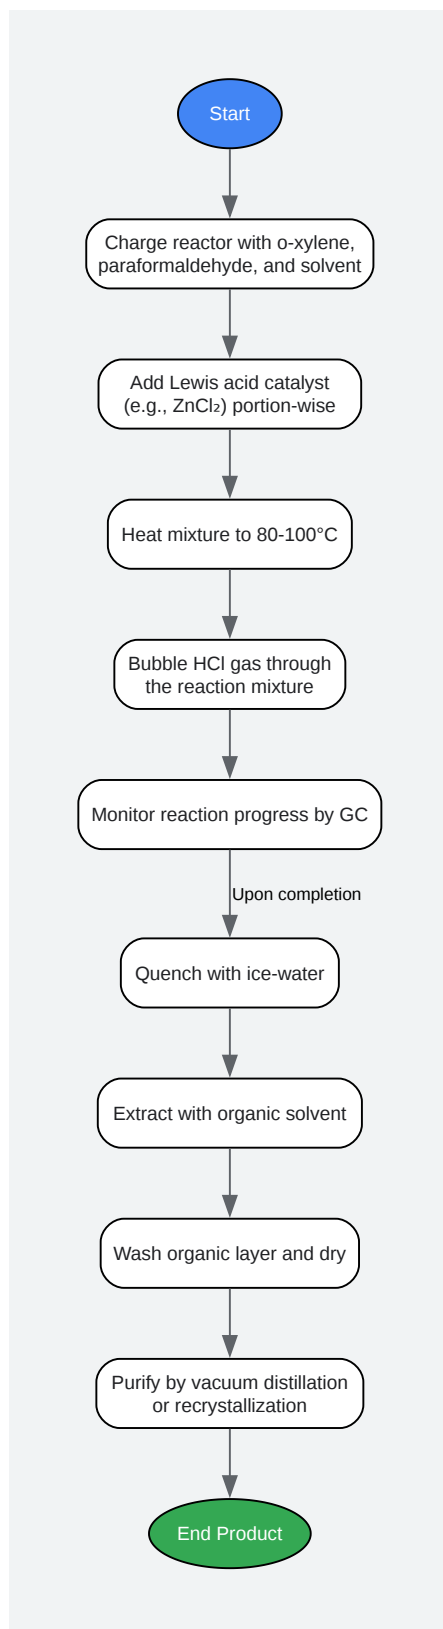 Start
Charge reactor with o-xylene,
paraformaldehyde, and solvent
Add Lewis acid catalyst
(e.g., ZnCl₂) portion-wise
Heat mixture to 80-100°C
Bubble HCl gas through
the reaction mixture
Monitor reaction progress by GC
Upon completion
Quench with ice-water
Extract with organic solvent
Wash organic layer and dry
Purify by vacuum distillation
or recrystallization
End Product